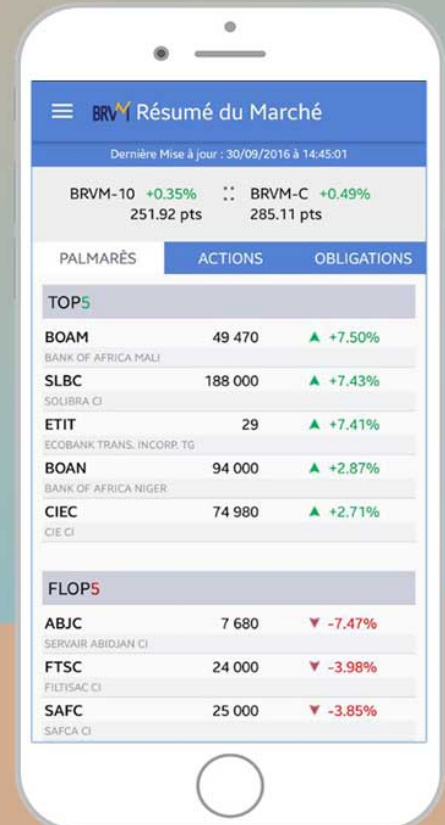 BRVM Résumé du Marché
Dernière Mise à jour : 30/09/2016 à 14:45:01
BRVM-10 +0.35% BRVM-C +0.49%
251.92 pts 285.11 pts
PALMARÈS ACTIONS OBLIGATIONS
TOP5
BOAM 49 470 ▲ +7.50%
BANK OF AFRICA MALI
SLBC 188 000 ▲ +7.43%
SOLIBRA CI
ETIT 29 ▲ +7.41%
ECOBANK TRANS. INCORP. TG
BOAN 94 000 ▲ +2.87%
BANK OF AFRICA NIGER
CIEC 74 980 ▲ +2.71%
CIE CI
FLOP5
ABJC 7 680 ▼ -7.47%
SERVAIR ABIDJAN CI
FTSC 24 000 ▼ -3.98%
FILTISAC CI
SAFC 25 000 ▼ -3.85%
SAFCA CI